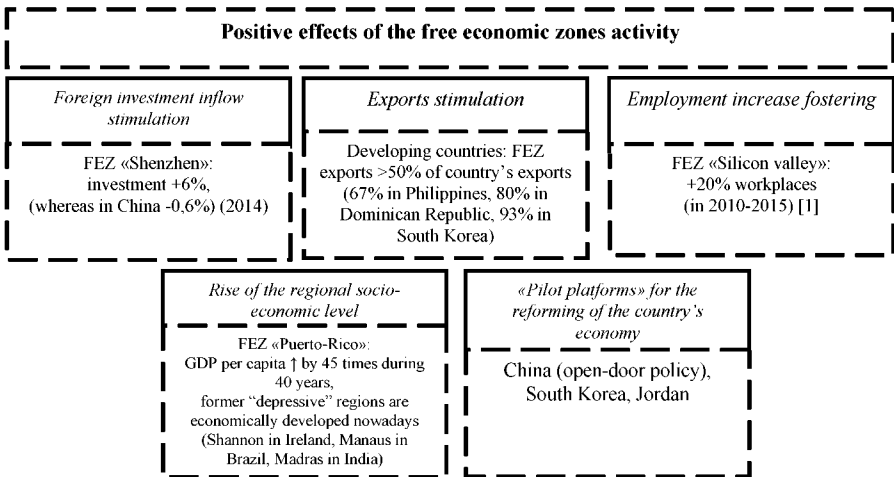 Positive effects of the free economic zones activity
Foreign investment inflow
stimulation
FEZ «Shenzhen»:
investment +6%,
(whereas in China -0,6%) (2014)
Exports stimulation
Developing countries: FEZ
exports >50% of country’s exports
(67% in Philippines, 80% in
Dominican Republic, 93% in
South Korea)
Employment increase fostering
FEZ «Silicon valley»:
+20% workplaces
(in 2010-2015) [1]
Rise of the regional socio-
economic level
FEZ «Puerto-Rico»:
GDP per capita ↑ by 45 times during
40 years,
former “depressive” regions are
economically developed nowadays
(Shannon in Ireland, Manaus in
Brazil, Madras in India)
«Pilot platforms» for the
reforming of the country’s
economy
China (open-door policy),
South Korea, Jordan